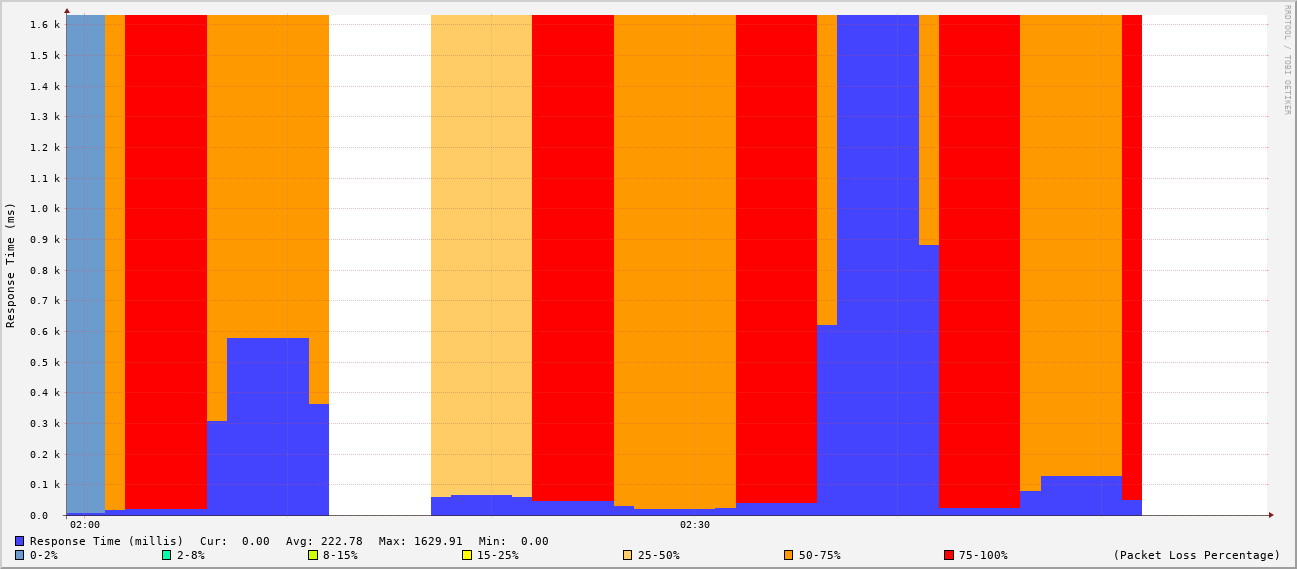 RRDTOOL / TOBI OETIKER
Response Time (ms)
1.6 k
1.5 k
1.4 k
1.3 k
1.2 k
1.1 k
1.0 k
0.9 k
0.8 k
0.7 k
0.6 k
0.5 k
0.4 k
0.3 k
0.2 k
0.1 k
0.0
02:00 02:30
Response Time (millis) Cur: 0.00 Avg: 222.78 Max: 1629.91 Min: 0.00
0-2% 2-8% 8-15% 15-25% 25-50% 50-75% 75-100% (Packet Loss Percentage)